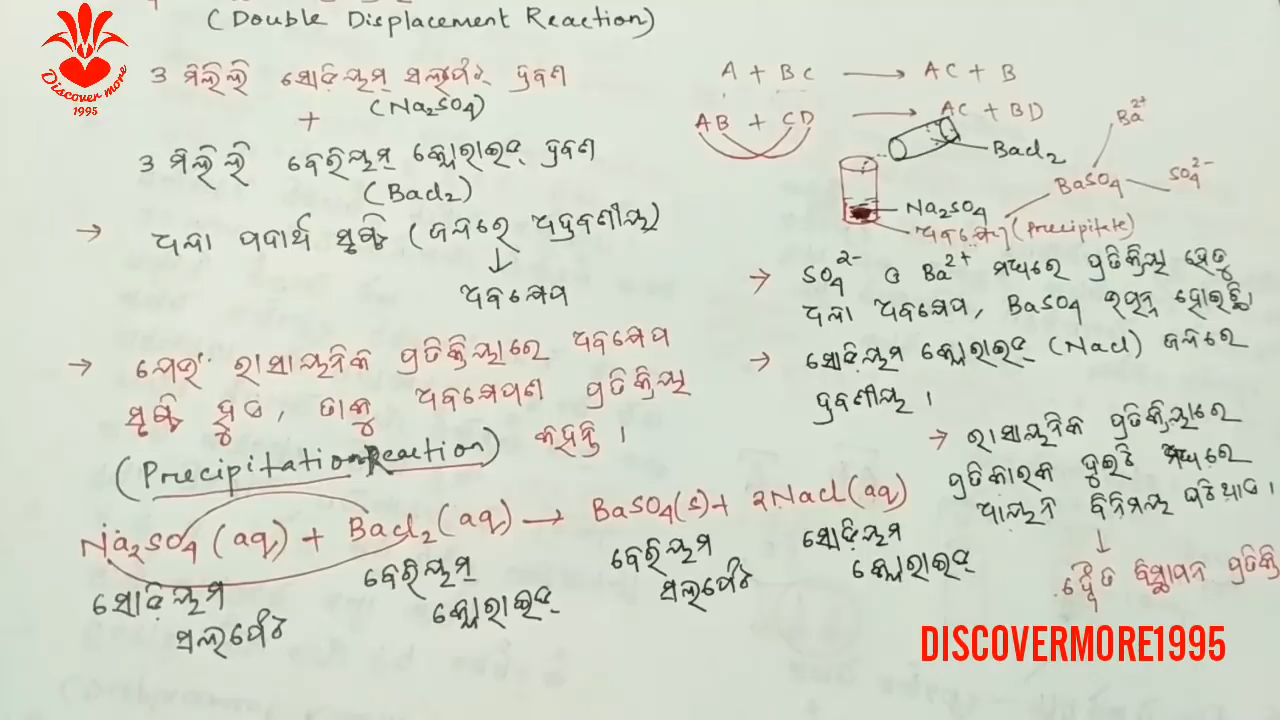 (Double Displacement Reaction)
୩ ମିଲିଲି ସୋଡ଼ିୟମ୍ ସଲଫେଟ୍ ଦ୍ରବଣ
(Na₂SO₄)
+
୩ ମିଲିଲି ବେରିୟମ୍ କ୍ଲୋରାଇଡ୍ ଦ୍ରବଣ
(BaCl₂)
→ ଧଳା ପଦାର୍ଥ ସୃଷ୍ଟି (ଜଳରେ ଅଦ୍ରବଣୀୟ)
↓
ଅବକ୍ଷେପ
→ ଯେଉଁ ରାସାୟନିକ ପ୍ରତିକ୍ରିୟାରେ ଅବକ୍ଷେପ
ସୃଷ୍ଟି ହୁଏ, ତାକୁ ଅବକ୍ଷେପଣ ପ୍ରତିକ୍ରିୟା
(Precipitation Reaction) କହନ୍ତି ।
A + BC → AC + B
AB + CD → AC + BD
Ba²⁺
BaCl₂
BaSO₄
SO₄²⁻
Na₂SO₄
ଅବକ୍ଷେପ (Precipitate)
→ SO₄²⁻ ଓ Ba²⁺ ମଧ୍ୟରେ ପ୍ରତିକ୍ରିୟା ହେତୁ
ଧଳା ଅବକ୍ଷେପ, BaSO₄ ଉତ୍ପନ୍ନ ହୋଇଛି।
→ ସୋଡ଼ିୟମ କ୍ଲୋରାଇଡ୍ (NaCl) ଜଳରେ
ଦ୍ରବଣୀୟ ।
→ ରାସାୟନିକ ପ୍ରତିକ୍ରିୟାରେ
ପ୍ରତିକାରକ ଦୁଇଟି ମଧ୍ୟରେ
ଆୟନ ବିନିମୟ ଘଟିଥାଏ ।
↓
ଦ୍ୱୈତ ବିସ୍ଥାପନ ପ୍ରତିକ୍ରି
Na₂SO₄ (aq) + BaCl₂ (aq) → BaSO₄(s) + 2NaCl(aq)
ସୋଡ଼ିୟମ
ସଲଫେଟ
ବେରିୟମ୍
କ୍ଲୋରାଇଡ୍
ବେରିୟମ
ସଲଫେଟ
ସୋଡ଼ିୟମ
କ୍ଲୋରାଇଡ୍
Discover more
1995
DISCOVERMORE1995